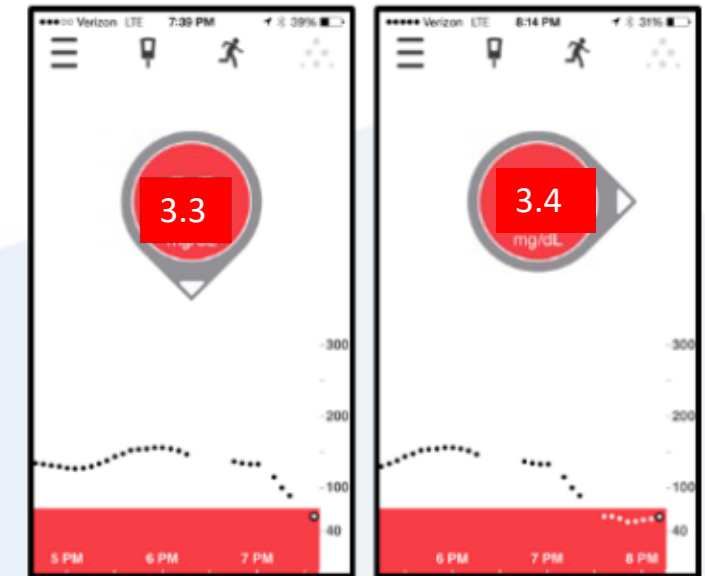 Verizon LTE 7:39 PM 39%
3.3
mg/dL
300
200
100
40
5 PM 6 PM 7 PM
Verizon LTE 8:14 PM 31%
3.4
mg/dL
300
200
100
40
6 PM 7 PM 8 PM